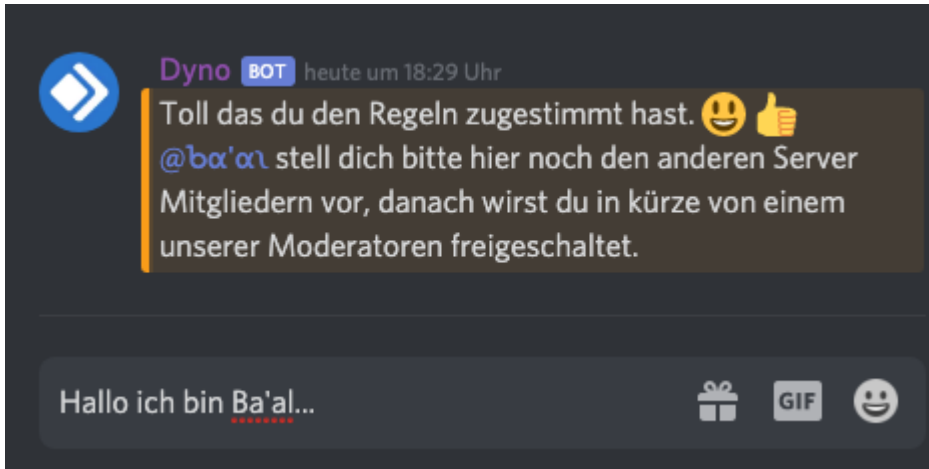 Dyno BOT heute um 18:29 Uhr
Toll das du den Regeln zugestimmt hast. 😃 👍
@ba'al stell dich bitte hier noch den anderen Server
Mitgliedern vor, danach wirst du in kürze von einem
unserer Moderatoren freigeschaltet.
Hallo ich bin Ba'al...
GIF